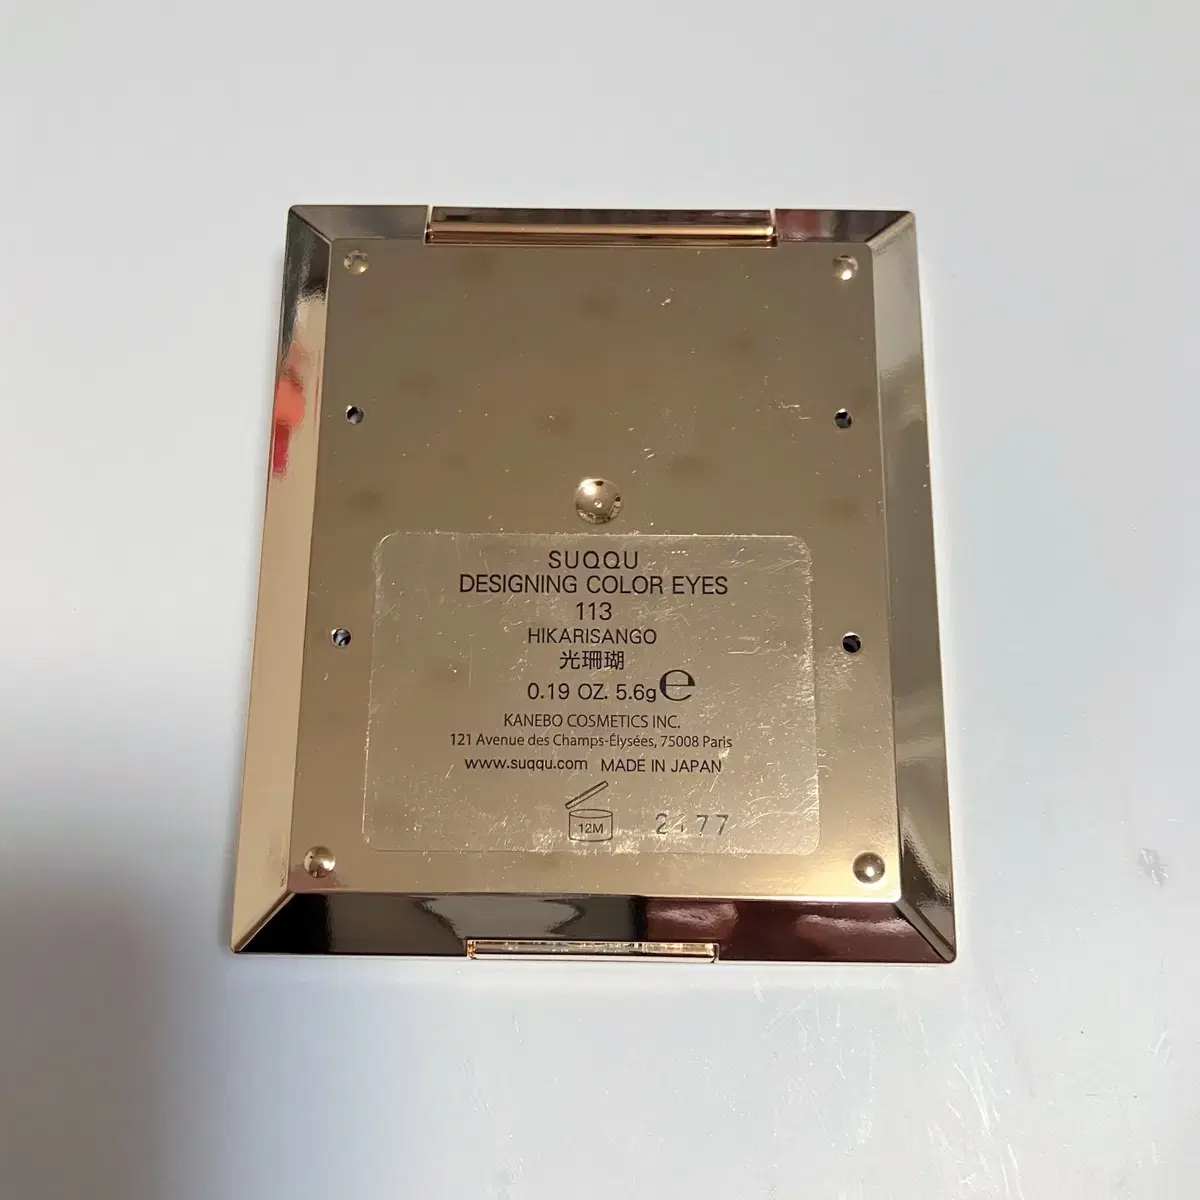 SUQQU
DESIGNING COLOR EYES
113
HIKARISANGO
光珊瑚
0.19 OZ. 5.6g ℮
KANEBO COSMETICS INC.
121 Avenue des Champs-Élysées, 75008 Paris
www.suqqu.com MADE IN JAPAN
12M